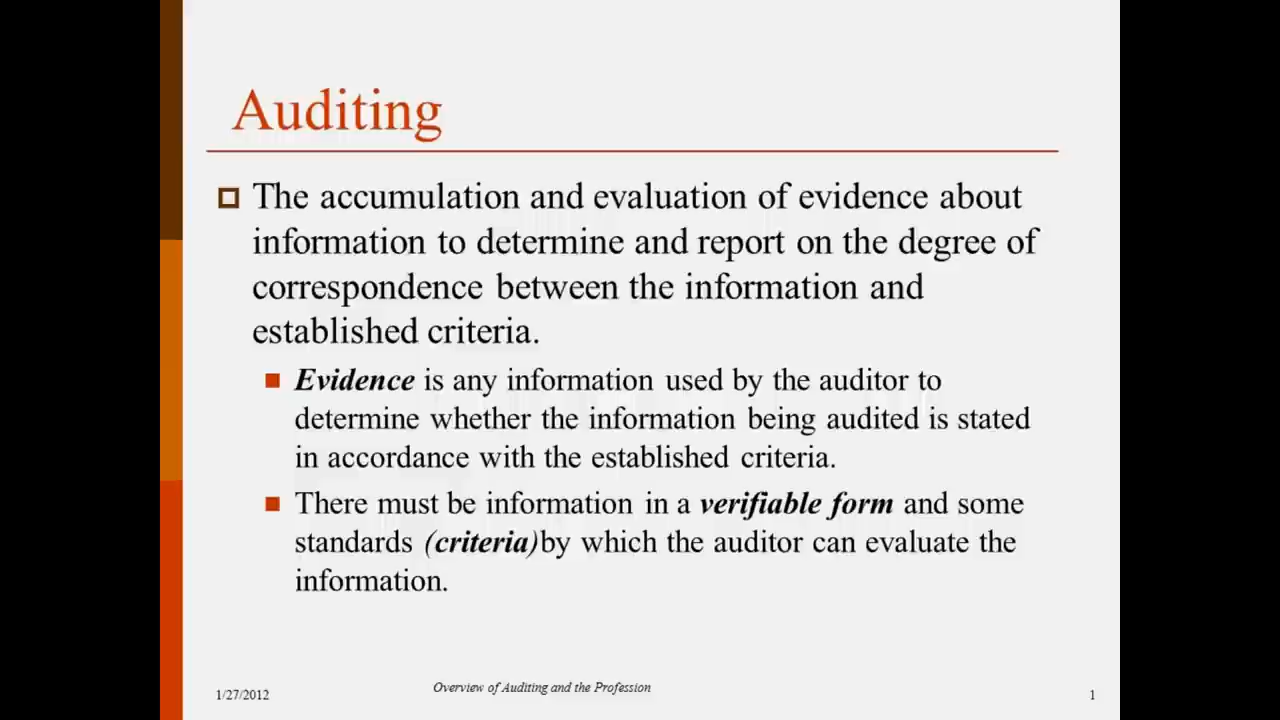 Auditing
The accumulation and evaluation of evidence about
information to determine and report on the degree of
correspondence between the information and
established criteria.
Evidence is any information used by the auditor to
determine whether the information being audited is stated
in accordance with the established criteria.
There must be information in a verifiable form and some
standards (criteria)by which the auditor can evaluate the
information.
1/27/2012
Overview of Auditing and the Profession
1